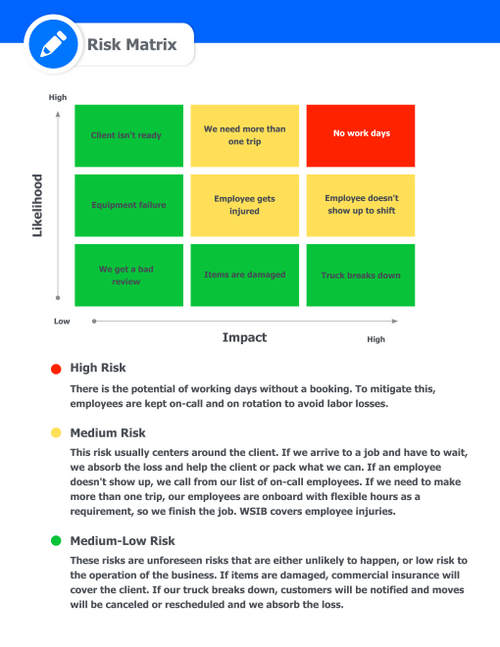 Risk Matrix
High
Client isn't ready
We need more than
one trip
No work days
Likelihood
Equipment failure
Employee gets
injured
Employee doesn't
show up to shift
We get a bad
review
Items are damaged
Truck breaks down
Low
Impact
High
High Risk
There is the potential of working days without a booking. To mitigate this,
employees are kept on-call and on rotation to avoid labor losses.
Medium Risk
This risk usually centers around the client. If we arrive to a job and have to wait,
we absorb the loss and help the client or pack what we can. If an employee
doesn't show up, we call from our list of on-call employees. If we need to make
more than one trip, our employees are onboard with flexible hours as a
requirement, so we finish the job. WSIB covers employee injuries.
Medium-Low Risk
These risks are unforeseen risks that are either unlikely to happen, or low risk to
the operation of the business. If items are damaged, commercial insurance will
cover the client. If our truck breaks down, customers will be notified and moves
will be canceled or rescheduled and we absorb the loss.